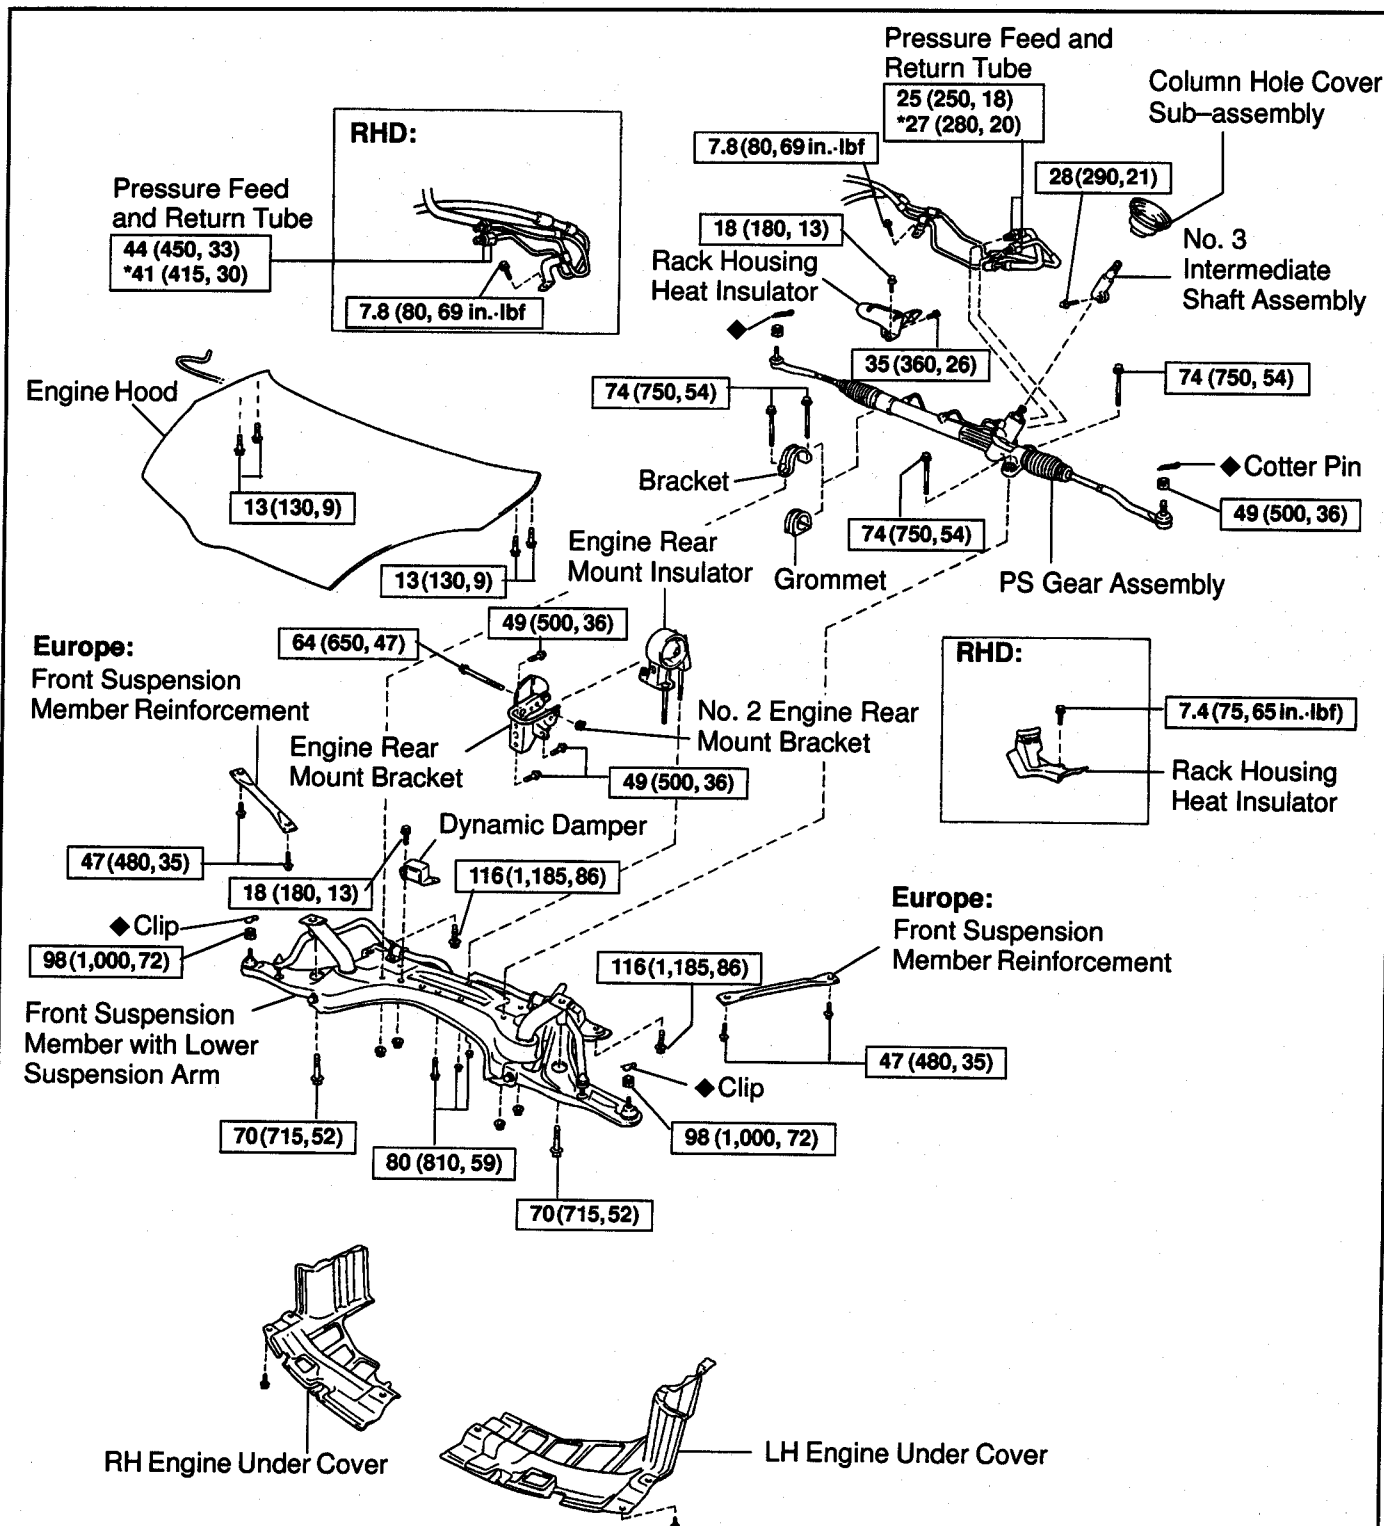 Pressure Feed and
Return Tube
25 (250, 18)
*27 (280, 20)
Column Hole Cover
Sub-assembly
RHD:
7.8 (80, 69 in.·lbf
28 (290, 21)
Pressure Feed
and Return Tube
44 (450, 33)
*41 (415, 30)
18 (180, 13)
No. 3
Intermediate
Shaft Assembly
Rack Housing
Heat Insulator
7.8 (80, 69 in.·lbf
◆
35 (360, 26)
74 (750, 54)
74 (750, 54)
Engine Hood
Bracket
◆ Cotter Pin
13 (130, 9)
49 (500, 36)
74 (750, 54)
Engine Rear
Mount Insulator
13 (130, 9)
Grommet
PS Gear Assembly
49 (500, 36)
64 (650, 47)
Europe:
Front Suspension
Member Reinforcement
RHD:
7.4 (75, 65 in.·lbf)
No. 2 Engine Rear
Mount Bracket
Engine Rear
Mount Bracket
49 (500, 36)
Rack Housing
Heat Insulator
Dynamic Damper
47 (480, 35)
18 (180, 13)
116 (1,185, 86)
Europe:
Front Suspension
Member Reinforcement
◆ Clip
98 (1,000, 72)
116 (1,185, 86)
Front Suspension
Member with Lower
Suspension Arm
47 (480, 35)
◆ Clip
70 (715, 52)
98 (1,000, 72)
80 (810, 59)
70 (715, 52)
RH Engine Under Cover
LH Engine Under Cover